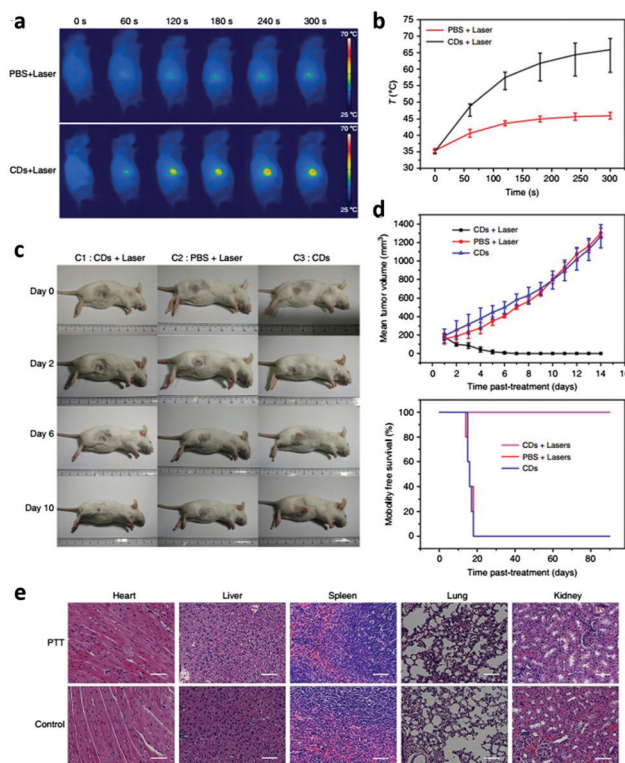 a
0 s 60 s 120 s 180 s 240 s 300 s
70 °C
PBS+Laser
25 °C
70 °C
CDs+Laser
25 °C
b
PBS + Laser
CDs + Laser
T (°C)
75
70
65
60
55
50
45
40
35
30
0 50 100 150 200 250 300
Time (s)
c
C1 : CDs + Laser C2 : PBS + Laser C3 : CDs
Day 0
Day 2
Day 6
Day 10
d
CDs + Laser
PBS + Laser
CDs
Mean tumor volume (mm³)
1400
1200
1000
800
600
400
200
0
0 2 4 6 8 10 12 14 16
Time past-treatment (days)
Mobolity free survival (%)
100
80
60
40
20
0
CDs + Lasers
PBS + Lasers
CDs
0 20 40 60 80
Time past-treatment (days)
e
Heart Liver Spleen Lung Kidney
PTT
Control